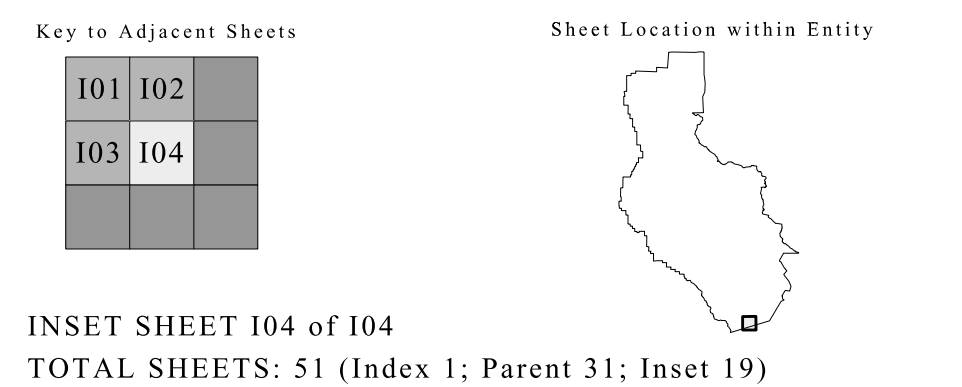 Key to Adjacent Sheets
Sheet Location within Entity
I01 I02
I03 I04
INSET SHEET I04 of I04
TOTAL SHEETS: 51 (Index 1; Parent 31; Inset 19)